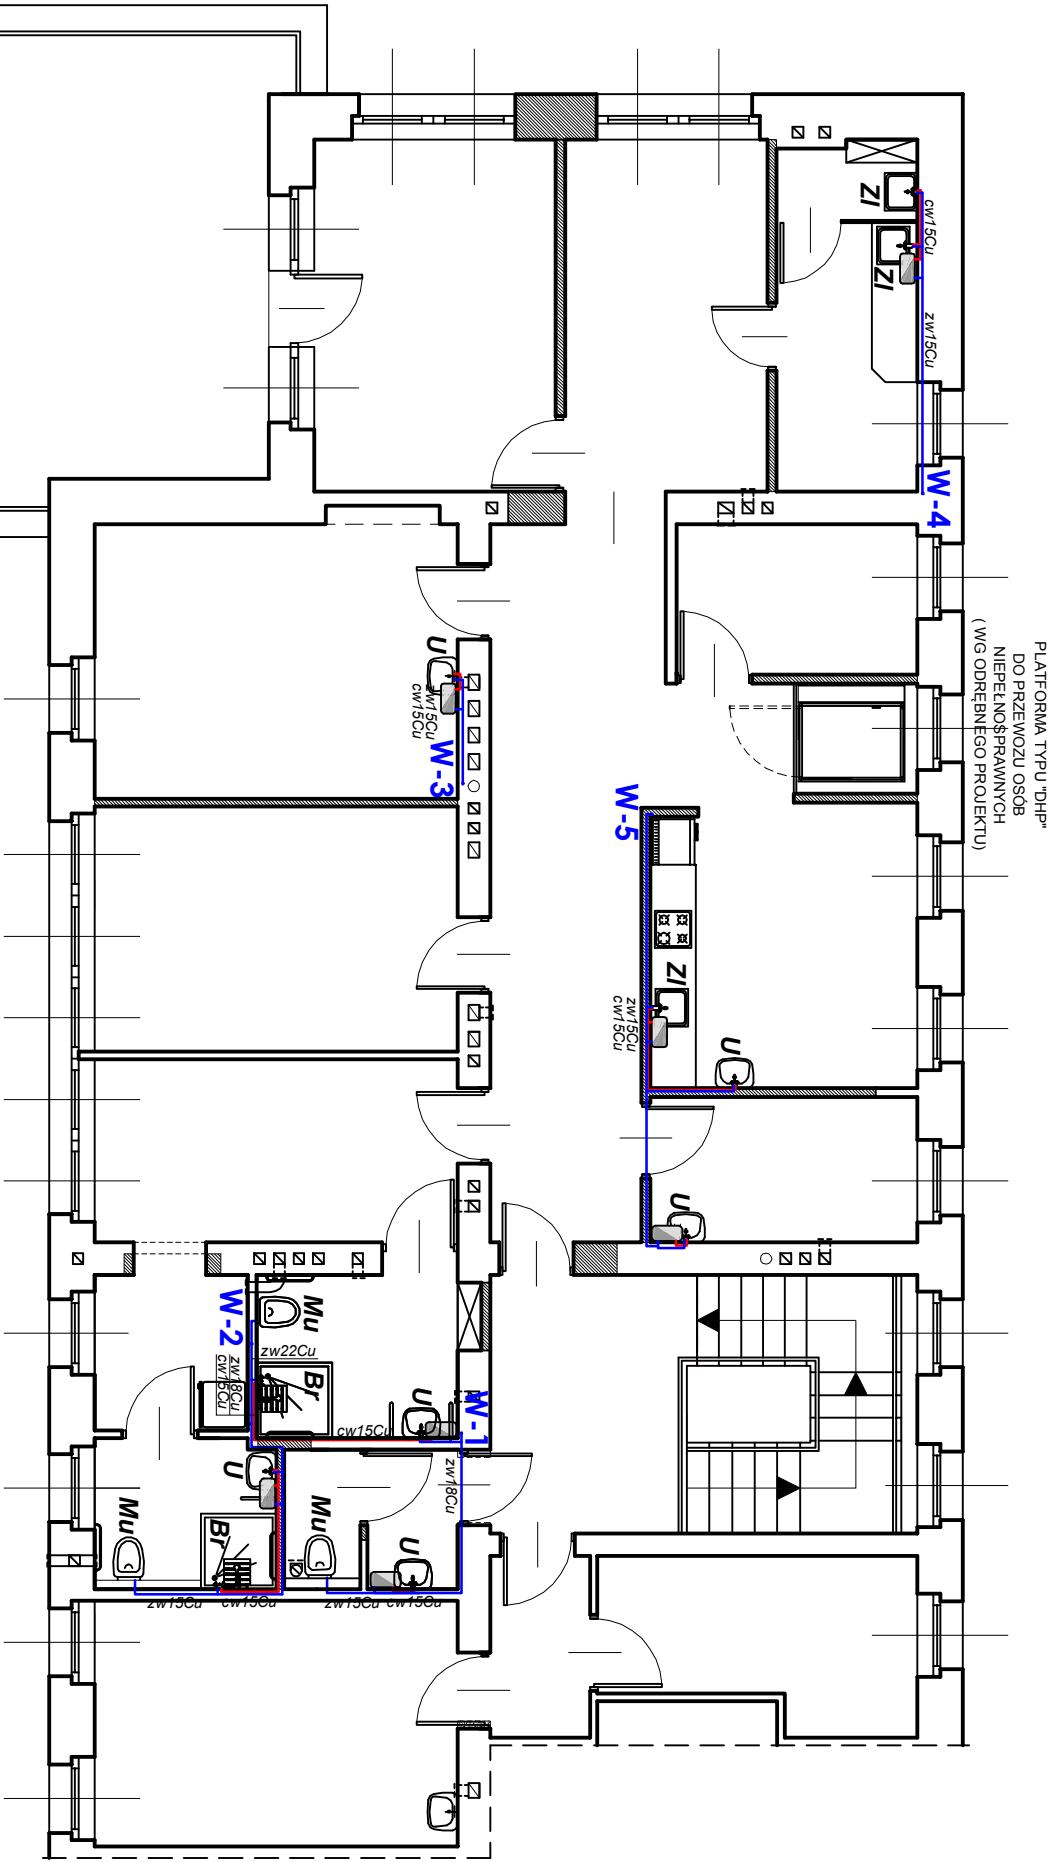 PLATFORMA TYPU "DHP"
DO PRZEWOZU OSÓB
NIEPEŁNOSPRAWNYCH
( WG ODRĘBNEGO PROJEKTU)
Zl
cw15Cu
Zl
zw15Cu
W-4
U
zw15Cu
cw15Cu
W-3
W-5
Zl
zw15Cu
cw15Cu
U
U
W-2
Mu
zw22Cu
zw18Cu
cw15Cu
Br
U
W-1
cw15Cu
zw18Cu
U
Mu
Br
Mu
U
zw15Cu
cw15Cu
zw15Cu
cw15Cu